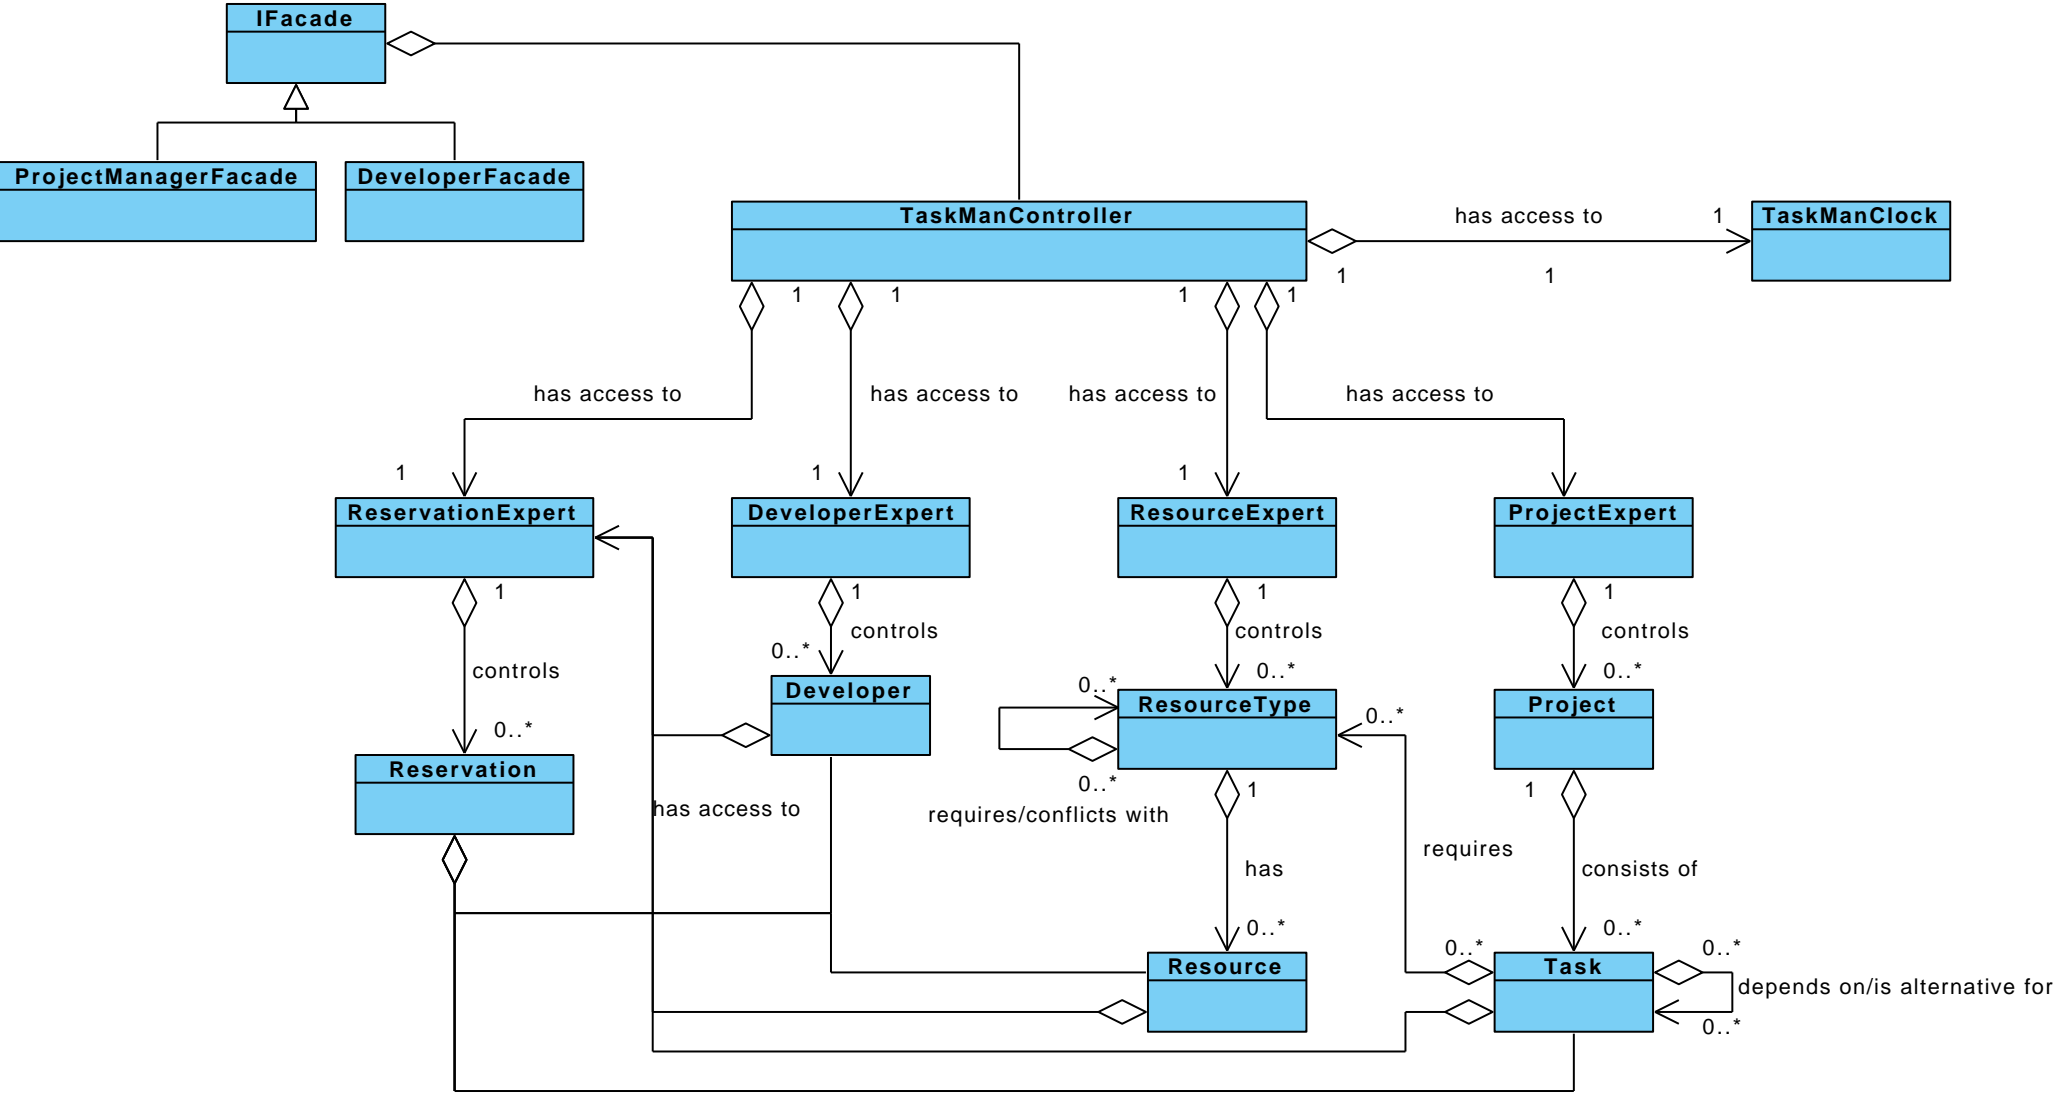 IFacade
ProjectManagerFacade
DeveloperFacade
TaskManController
has access to
1
TaskManClock
1
1
1
1
1
1
has access to
has access to
has access to
has access to
1
1
1
ReservationExpert
DeveloperExpert
ResourceExpert
ProjectExpert
1
1
1
1
controls
controls
controls
controls
0..*
0..*
0..*
0..*
Developer
ResourceType
Project
0..*
0..*
Reservation
0..*
1
1
has access to
requires/conflicts with
requires
has
consists of
0..*
0..*
0..*
0..*
Resource
Task
depends on/is alternative for
0..*